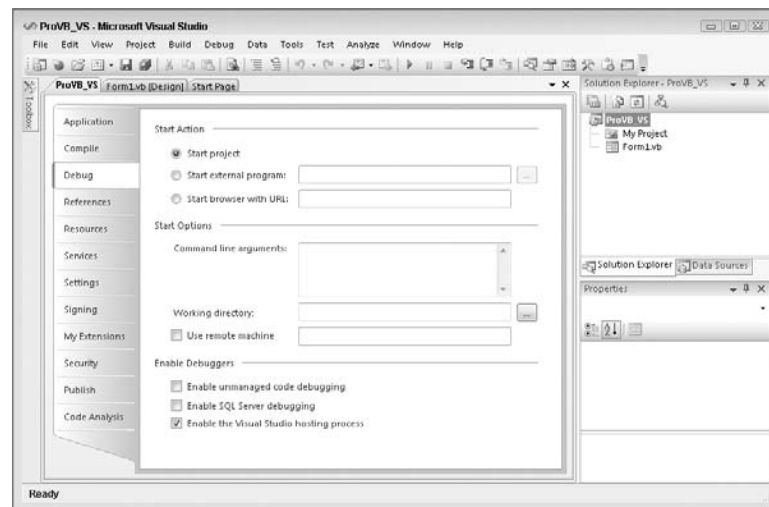 ProVB_VS - Microsoft Visual Studio
File Edit View Project Build Debug Data Tools Test Analyze Window Help
Toolbox
ProVB_VS Form1.vb [Design] Start Page
Application
Compile
Debug
References
Resources
Services
Settings
Signing
My Extensions
Security
Publish
Code Analysis
Start Action
Start project
Start external program:
...
Start browser with URL:
Start Options
Command line arguments:
Working directory:
...
Use remote machine
Enable Debuggers
Enable unmanaged code debugging
Enable SQL Server debugging
Enable the Visual Studio hosting process
Solution Explorer - ProVB_VS
ProVB_VS
My Project
Form1.vb
Solution Explorer Data Sources
Properties
Ready